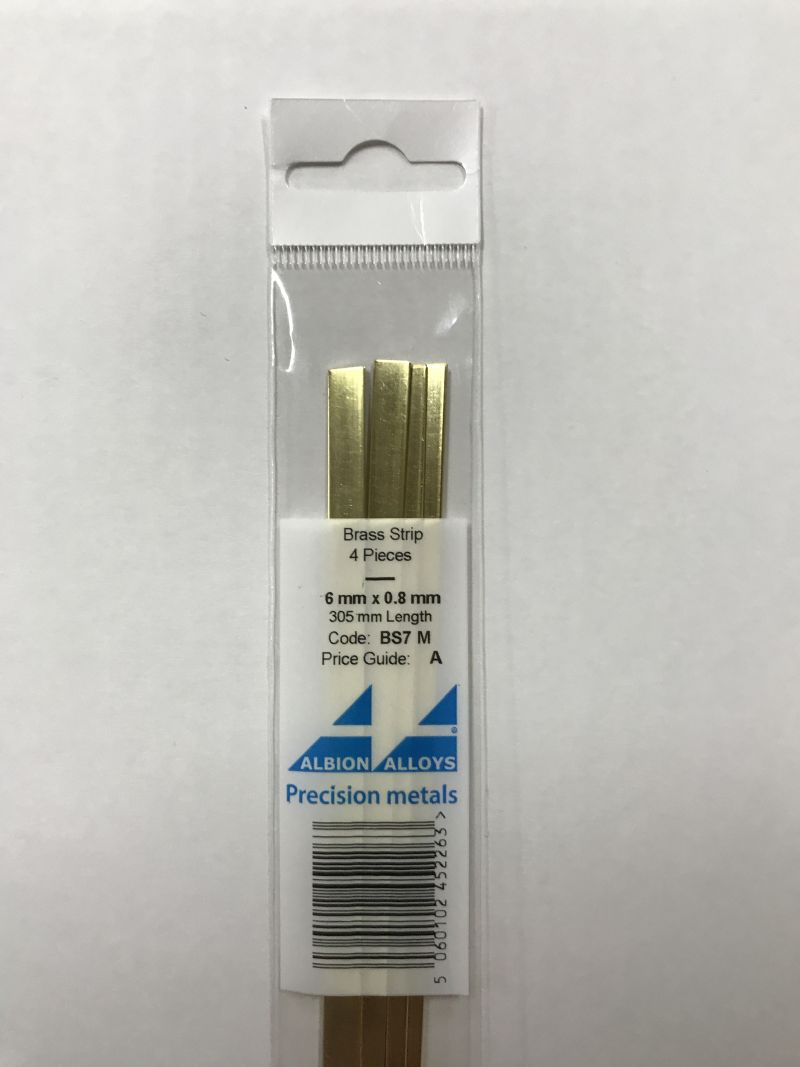 Brass Strip
4 Pieces
6 mm x 0.8 mm
305 mm Length
Code: BS7 M
Price Guide: A
®
ALBION ALLOYS
Precision metals
5 060102 452263 >